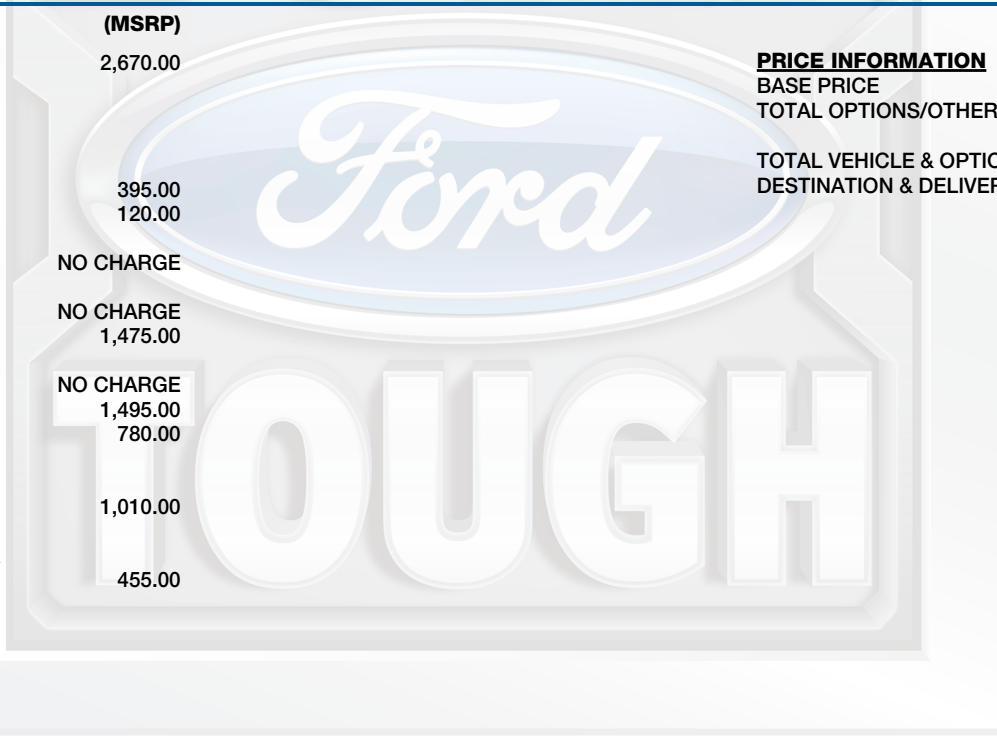 (MSRP)
2,670.00
395.00
120.00
NO CHARGE
NO CHARGE
1,475.00
NO CHARGE
1,495.00
780.00
1,010.00
455.00
PRICE INFORMATION
BASE PRICE
TOTAL OPTIONS/OTHER
TOTAL VEHICLE & OPTIO
DESTINATION & DELIVER
Ford
TOUGH